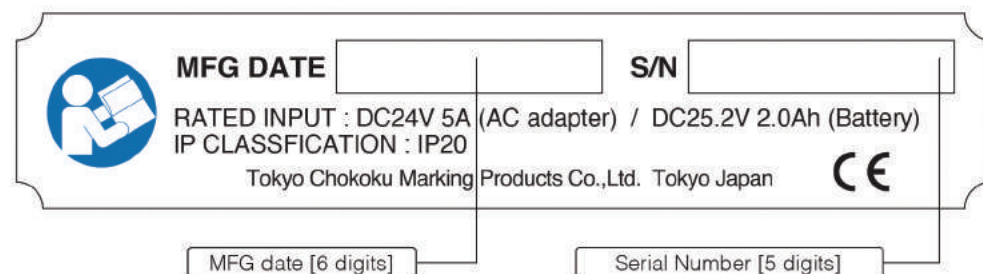 MFG DATE S/N
RATED INPUT : DC24V 5A (AC adapter) / DC25.2V 2.0Ah (Battery)
IP CLASSFICATION : IP20
Tokyo Chokoku Marking Products Co.,Ltd. Tokyo Japan CE
MFG date [6 digits] Serial Number [5 digits]